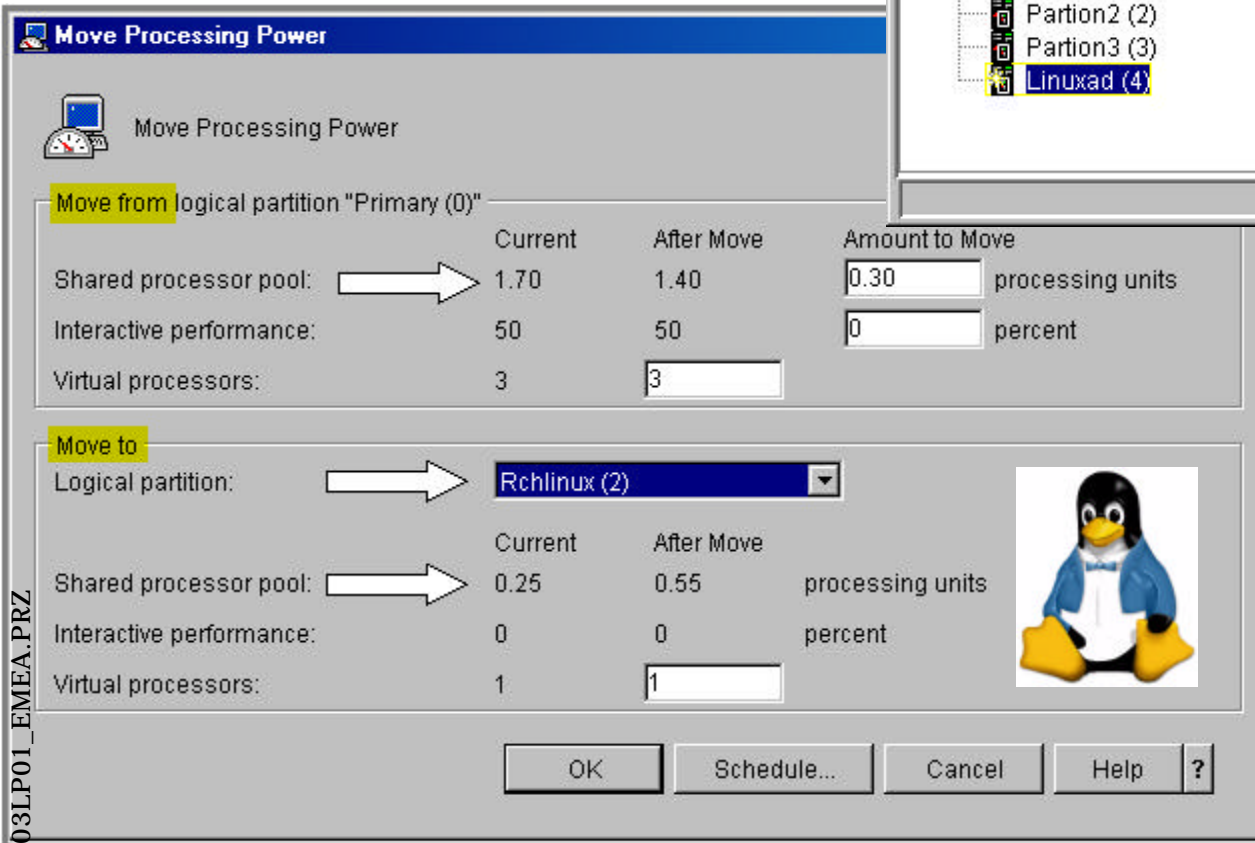 Partion2 (2)
Partion3 (3)
Linuxad (4)
Move Processing Power
Move Processing Power
Move from logical partition "Primary (0)"
Current After Move Amount to Move
Shared processor pool: 1.70 1.40 0.30 processing units
Interactive performance: 50 50 0 percent
Virtual processors: 3 3
Move to
Logical partition: Rchlinux (2)
Current After Move
Shared processor pool: 0.25 0.55 processing units
Interactive performance: 0 0 percent
Virtual processors: 1 1
OK Schedule... Cancel Help ?
03LP01_EMEA.PRZ